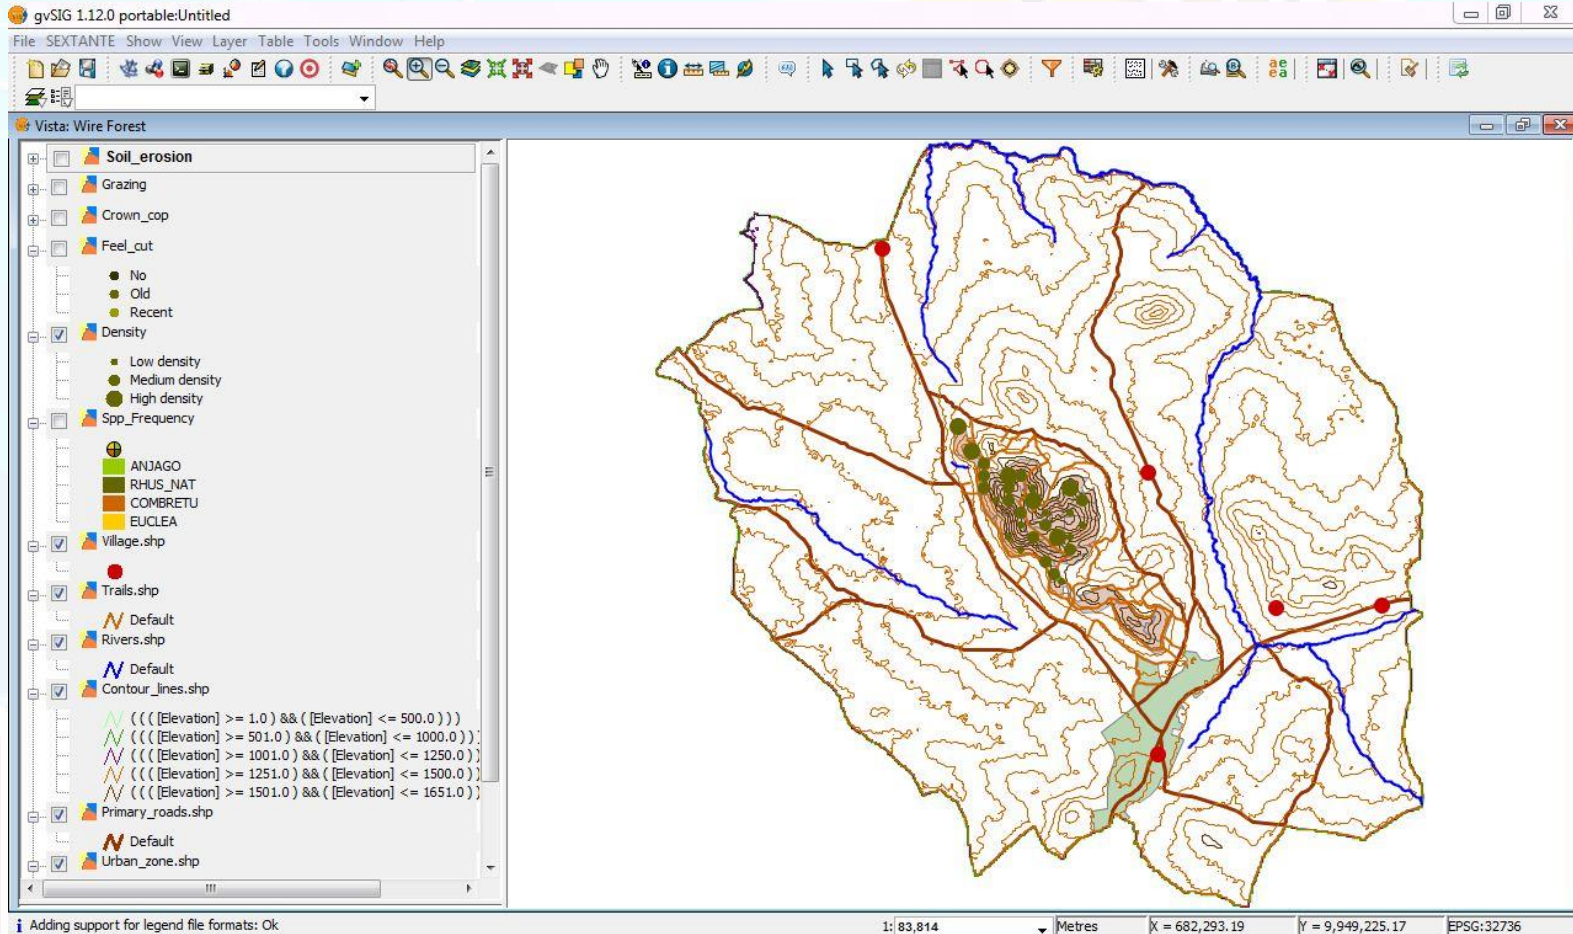 gvSIG 1.12.0 portable:Untitled
File SEXTANTE Show View Layer Table Tools Window Help
Vista: Wire Forest
Soil_erosion
Grazing
Crown_cop
Feel_cut
No
Old
Recent
Density
Low density
Medium density
High density
Spp_Frequency
ANJAGO
RHUS_NAT
COMBRETU
EUCLEA
Village.shp
Trails.shp
Default
Rivers.shp
Default
Contour_lines.shp
( ( ( [Elevation] >= 1.0 ) && ( [Elevation] <= 500.0 ) ) )
( ( ( [Elevation] >= 501.0 ) && ( [Elevation] <= 1000.0 ) ) )
( ( ( [Elevation] >= 1001.0 ) && ( [Elevation] <= 1250.0 ) )
( ( ( [Elevation] >= 1251.0 ) && ( [Elevation] <= 1500.0 ) )
( ( ( [Elevation] >= 1501.0 ) && ( [Elevation] <= 1651.0 ) )
Primary_roads.shp
Default
Urban_zone.shp
Adding support for legend file formats: Ok 1: 83,814 Metres X = 682,293.19 Y = 9,949,225.17 EPSG:32736